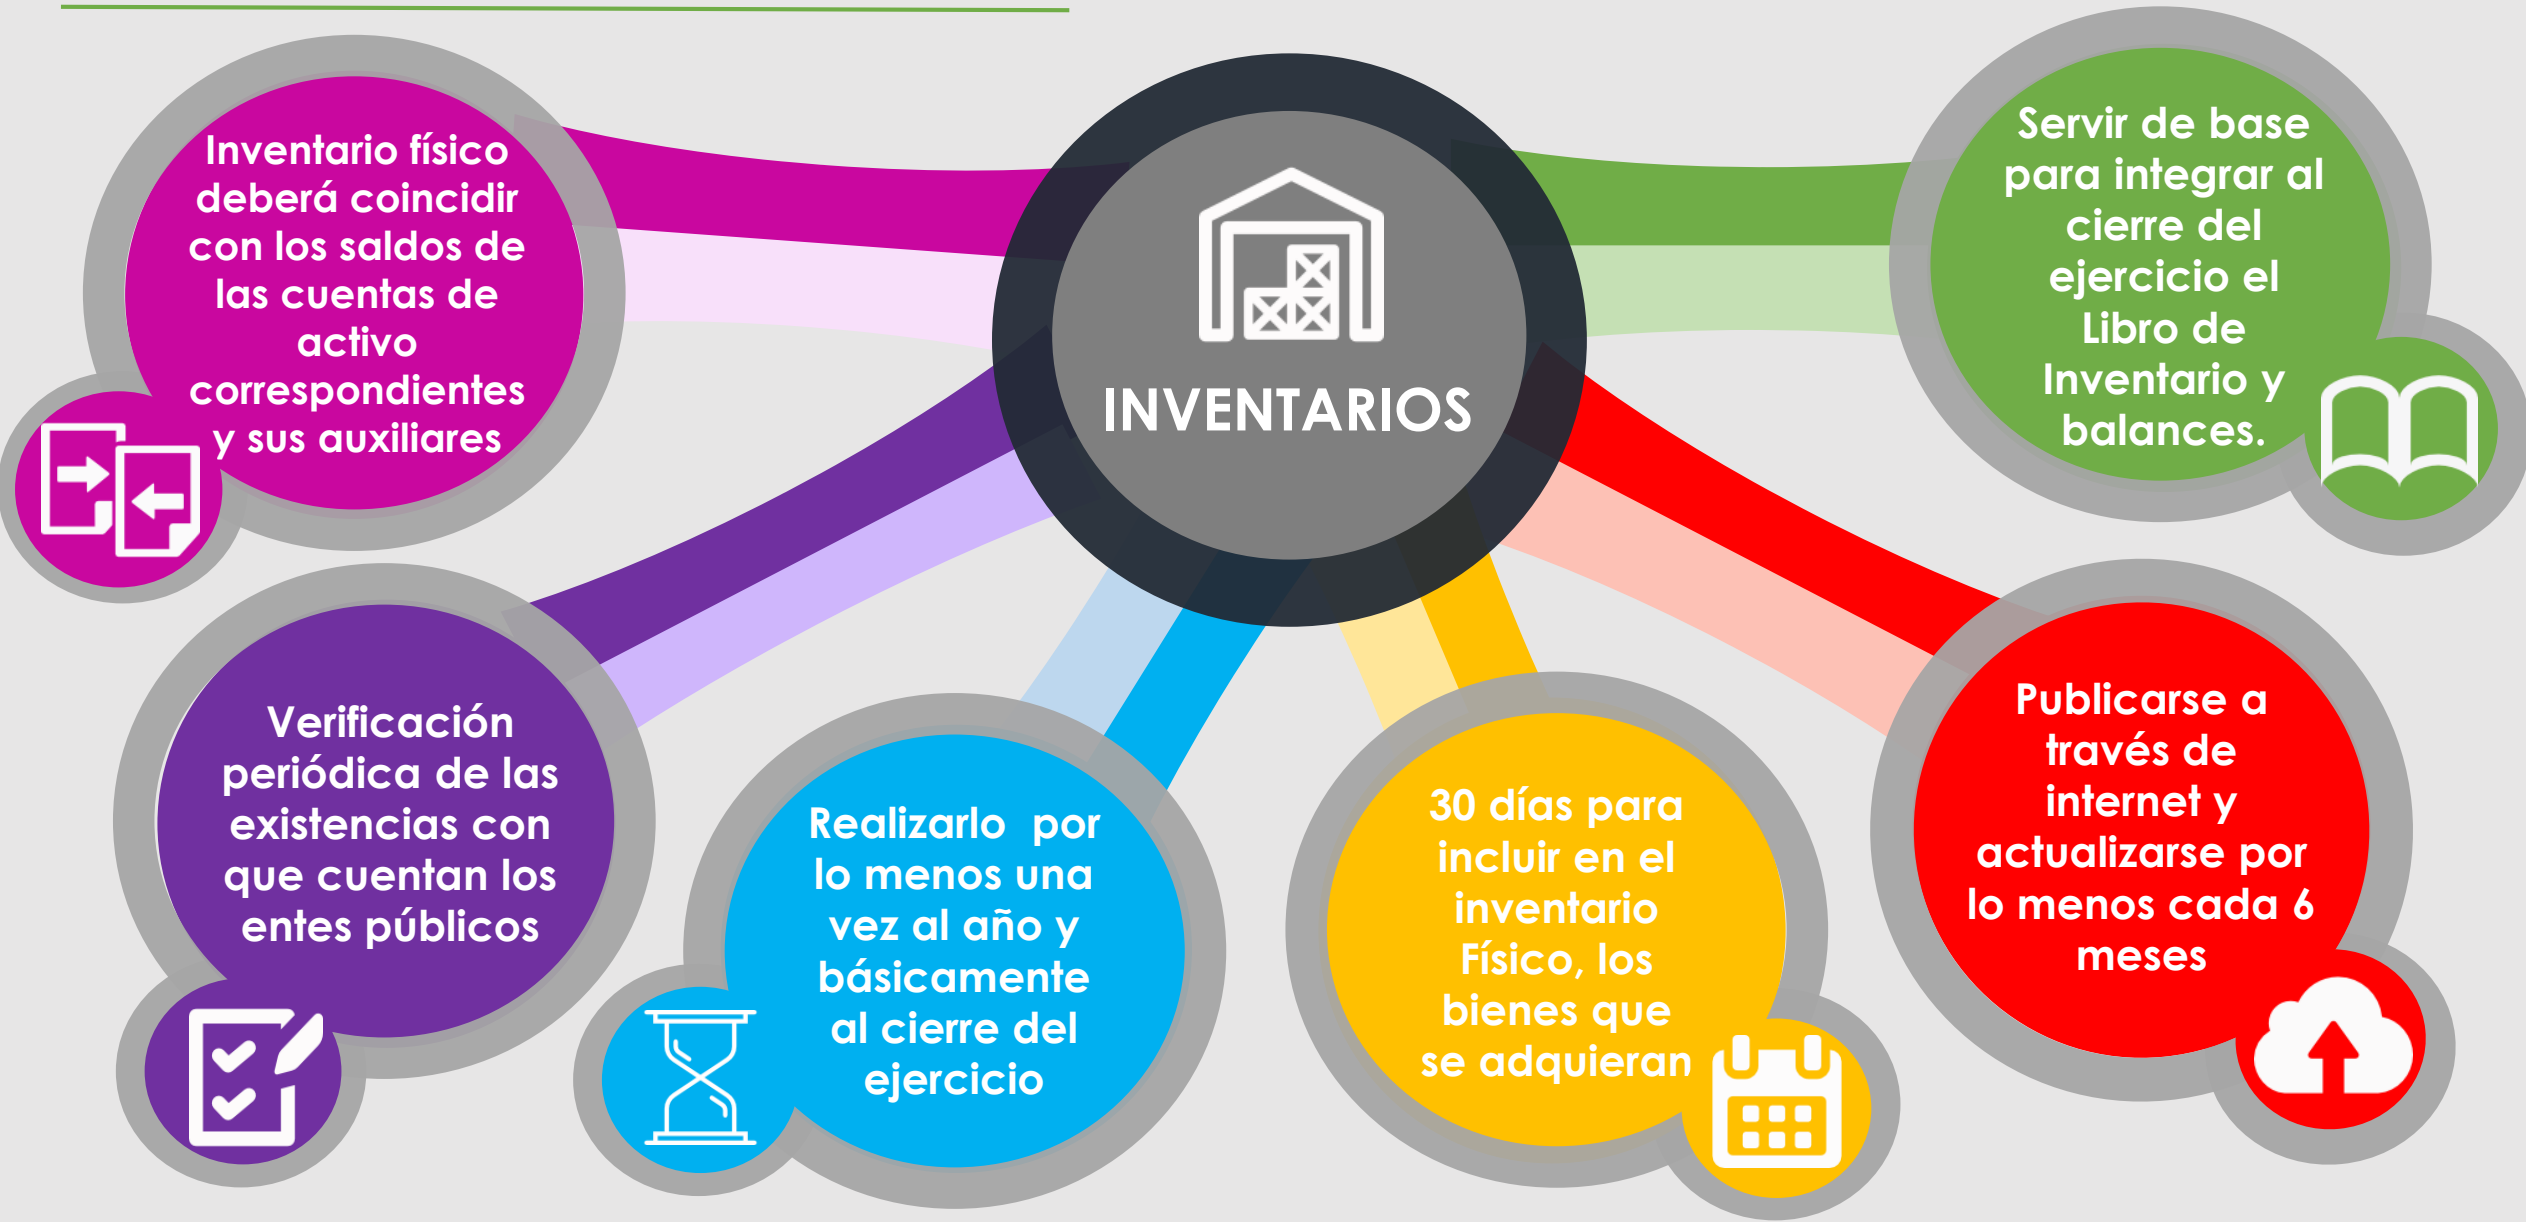 INVENTARIOS
Inventario físico
deberá coincidir
con los saldos de
las cuentas de
activo
correspondientes
y sus auxiliares
Verificación
periódica de las
existencias con
que cuentan los
entes públicos
Realizarlo por
lo menos una
vez al año y
básicamente
al cierre del
ejercicio
30 días para
incluir en el
inventario
Físico, los
bienes que
se adquieran
Publicarse a
través de
internet y
actualizarse por
lo menos cada 6
meses
Servir de base
para integrar al
cierre del
ejercicio el
Libro de
Inventario y
balances.